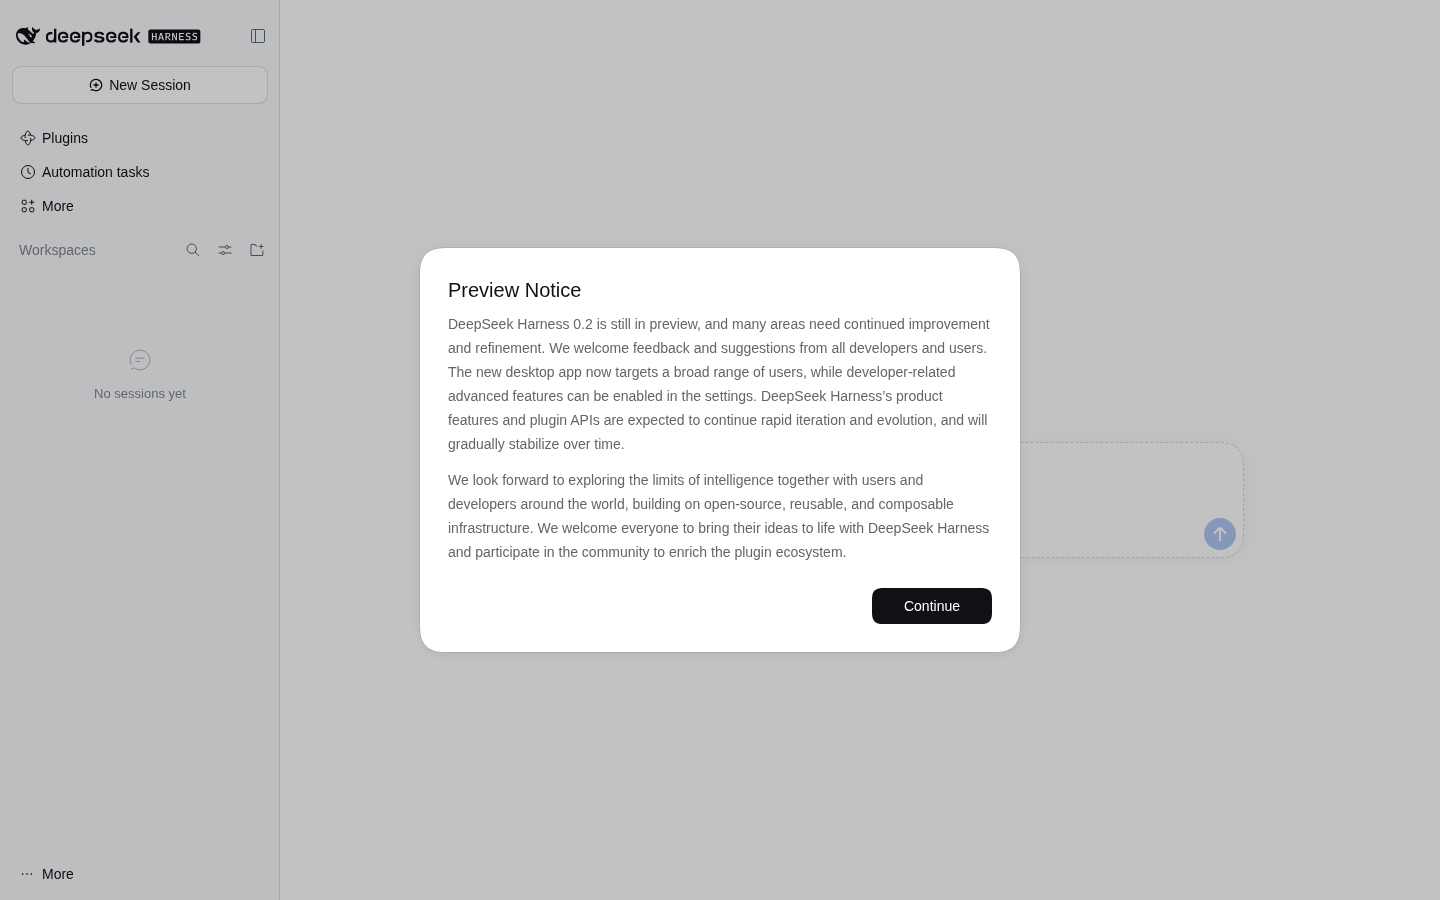 deepseek HARNESS
New Session
Plugins
Automation tasks
More
Workspaces
No sessions yet
More
Preview Notice
DeepSeek Harness 0.2 is still in preview, and many areas need continued improvement
and refinement. We welcome feedback and suggestions from all developers and users.
The new desktop app now targets a broad range of users, while developer-related
advanced features can be enabled in the settings. DeepSeek Harness’s product
features and plugin APIs are expected to continue rapid iteration and evolution, and will
gradually stabilize over time.
We look forward to exploring the limits of intelligence together with users and
developers around the world, building on open-source, reusable, and composable
infrastructure. We welcome everyone to bring their ideas to life with DeepSeek Harness
and participate in the community to enrich the plugin ecosystem.
Continue